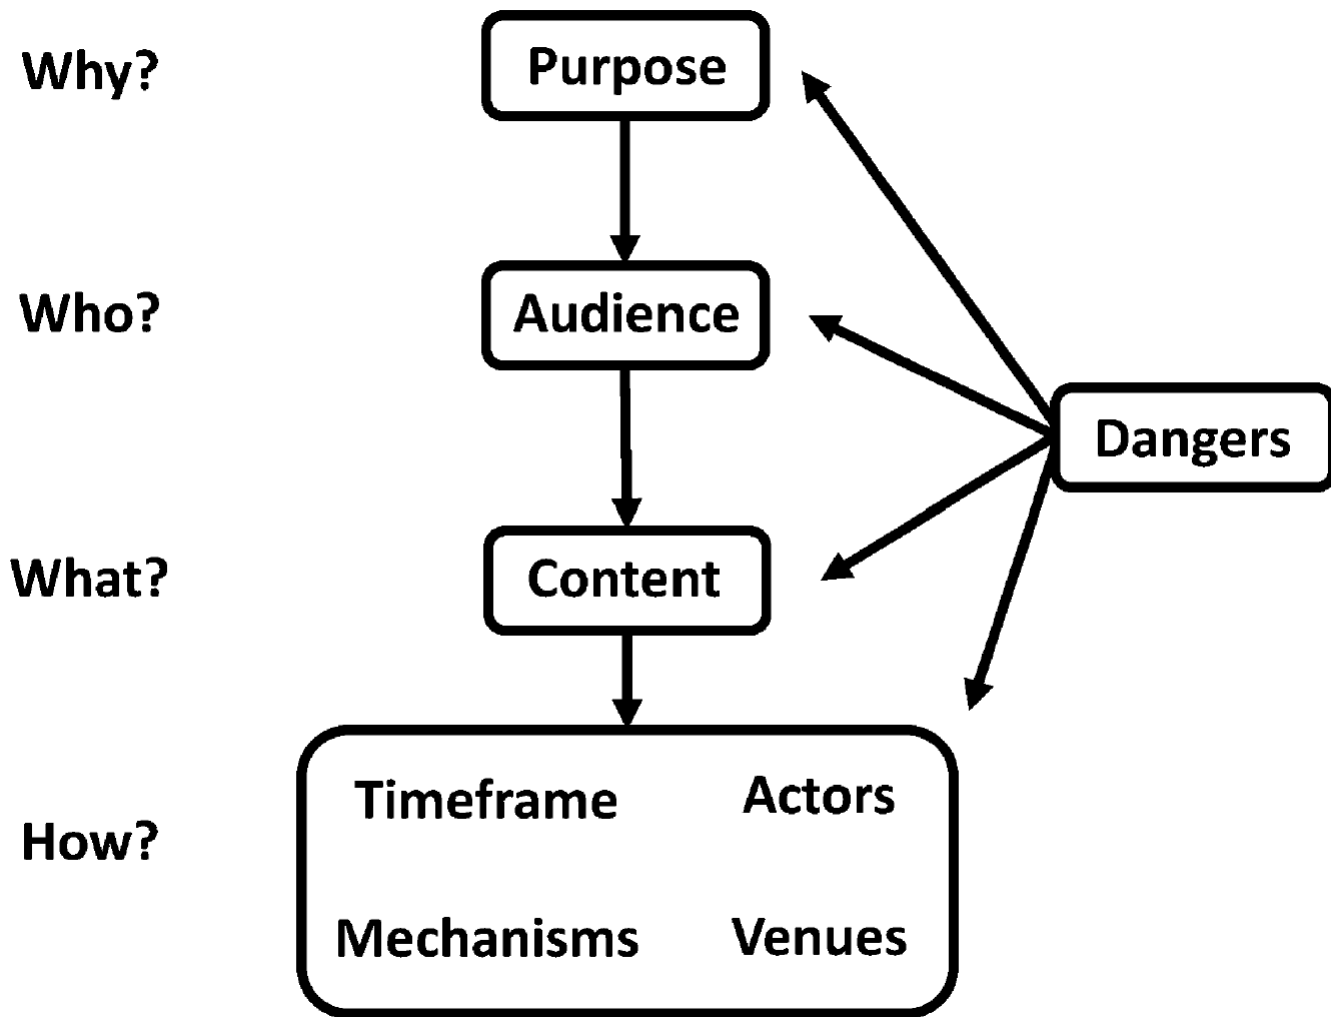 Why?
Purpose
Who?
Audience
Dangers
What?
Content
How?
Timeframe
Actors
Mechanisms
Venues